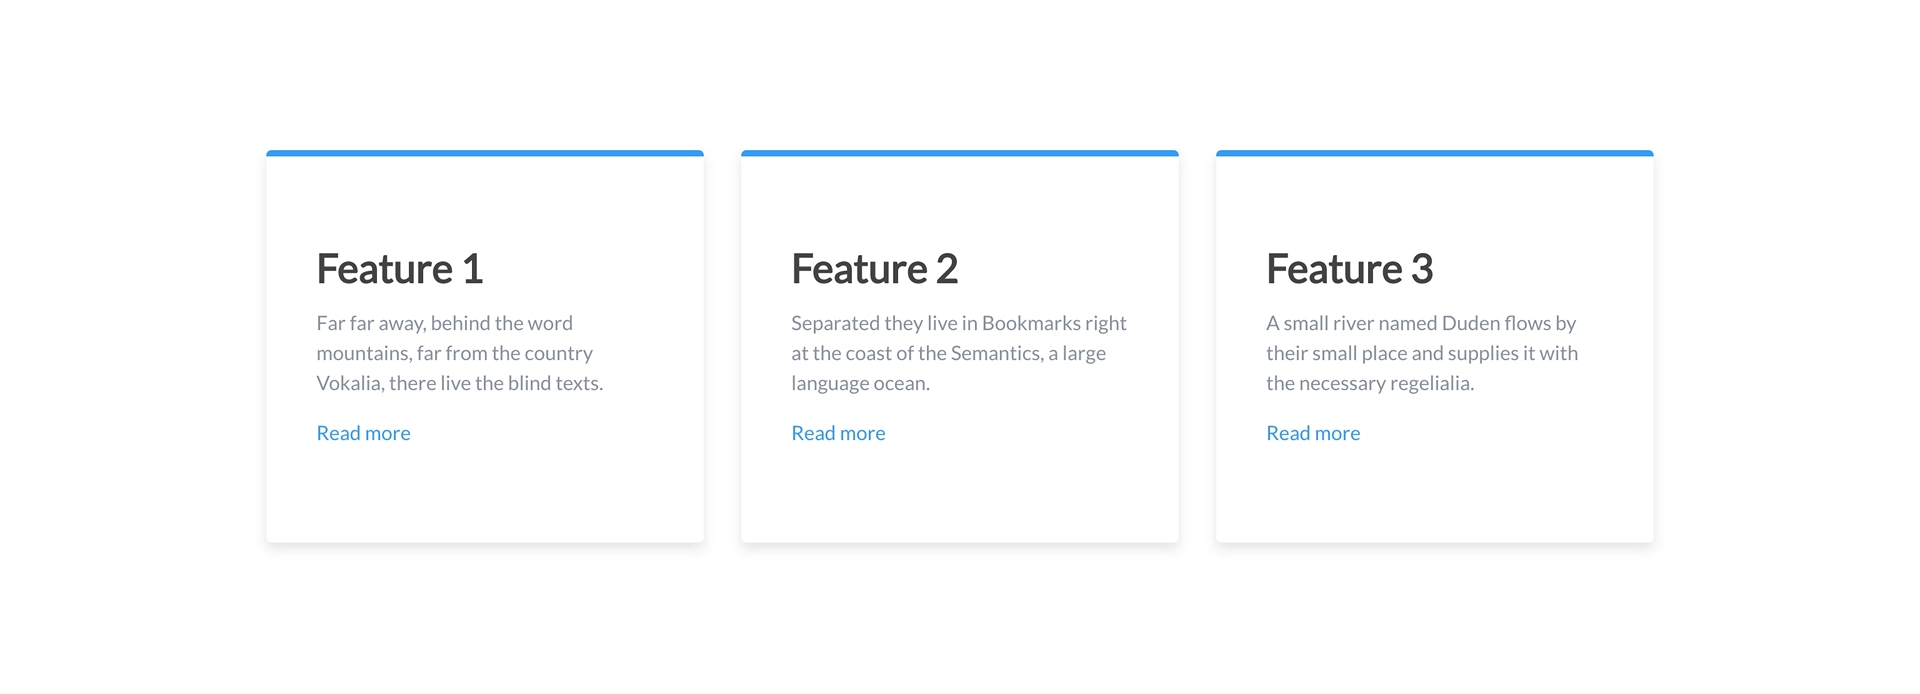 Feature 1
Far far away, behind the word
mountains, far from the country
Vokalia, there live the blind texts.
Read more
Feature 2
Separated they live in Bookmarks right
at the coast of the Semantics, a large
language ocean.
Read more
Feature 3
A small river named Duden flows by
their small place and supplies it with
the necessary regelialia.
Read more